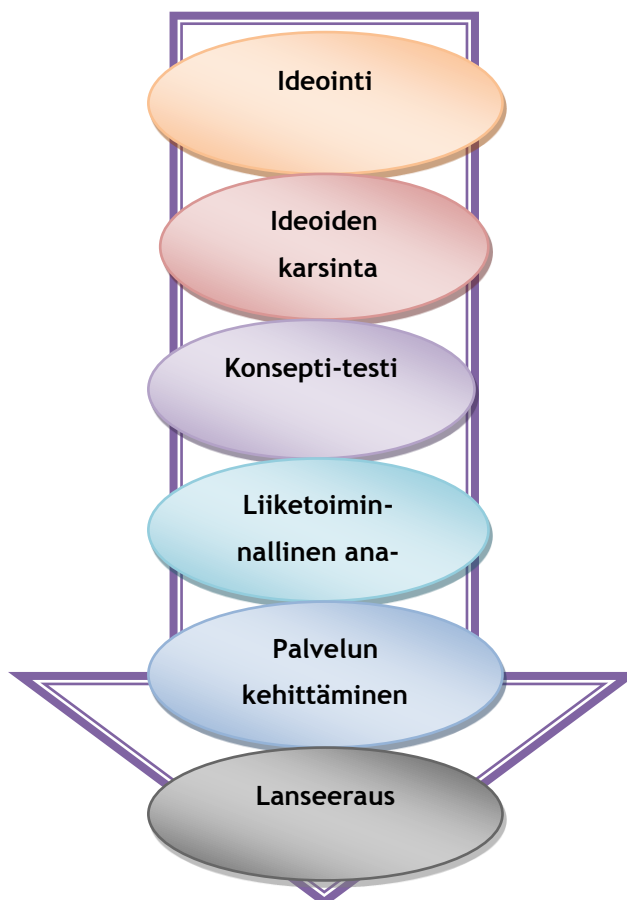 Ideointi
Ideoiden
karsinta
Konsepti-testi
Liiketoimin-
nallinen ana-
Palvelun
kehittäminen
Lanseeraus